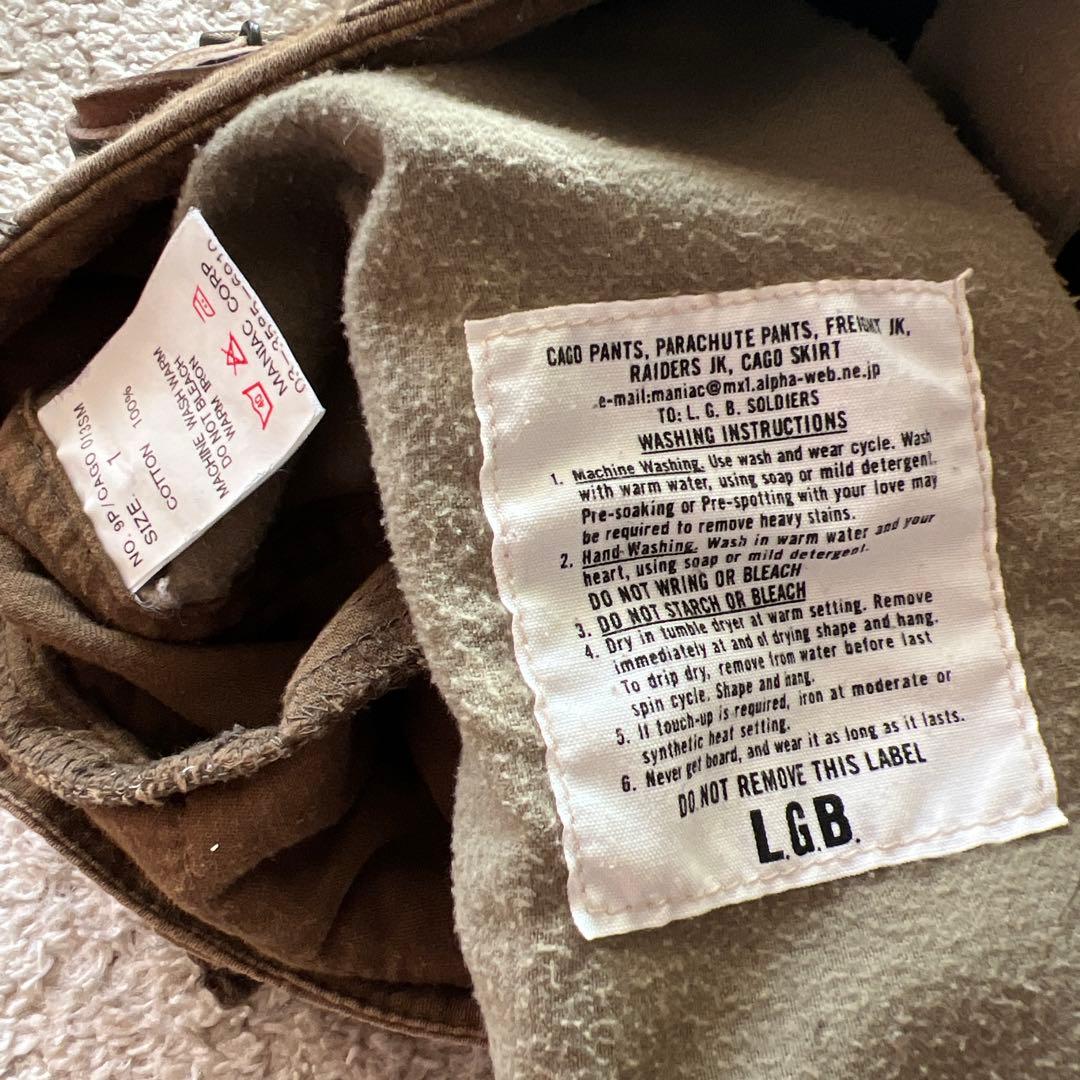 NO. 9P/CAGO 013SM
SIZE 1
COTTON 100%
MACHINE WASH WARM
DO NOT BLEACH
WARM IRON
40
MANIAC CORP
CAGO PANTS, PARACHUTE PANTS, FREIGHT JK,
RAIDERS JK, CAGO SKIRT
e-mail:maniac@mx1.alpha-web.ne.jp
TO: L. G. B. SOLDIERS
WASHING INSTRUCTIONS
1. Machine Washing. Use wash and wear cycle. Wash
with warm water, using soap or mild detergent.
Pre-soaking or Pre-spotting with your love may
be required to remove heavy stains.
2. Hand-Washing. Wash in warm water and your
heart, using soap or mild detergent.
DO NOT WRING OR BLEACH
3. DO NOT STARCH OR BLEACH
4. Dry in tumble dryer at warm setting. Remove
immediately at and of drying shape and hang.
To drip dry, remove from water before last
spin cycle. Shape and hang.
5. If touch-up is required, iron at moderate or
synthetic heat setting.
6. Never get board, and wear it as long as it lasts.
DO NOT REMOVE THIS LABEL
L.G.B.